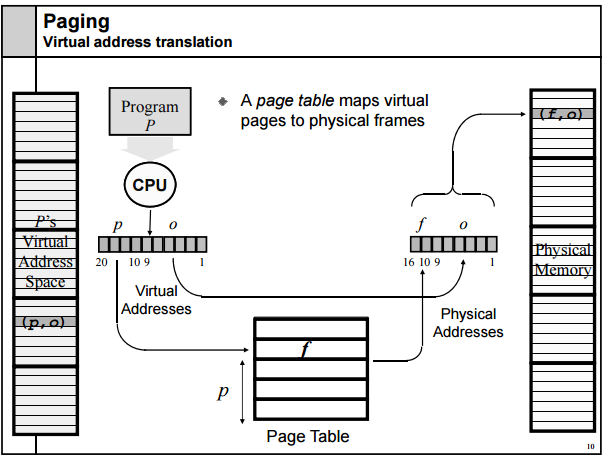 Paging
Virtual address translation
Program
P
A page table maps virtual
pages to physical frames
(f,o)
CPU
P's
Virtual
Address
Space
(p,o)
p o
20 10 9 1
Virtual
Addresses
f o
16 10 9 1
Physical
Addresses
Physical
Memory
f
p
Page Table
10